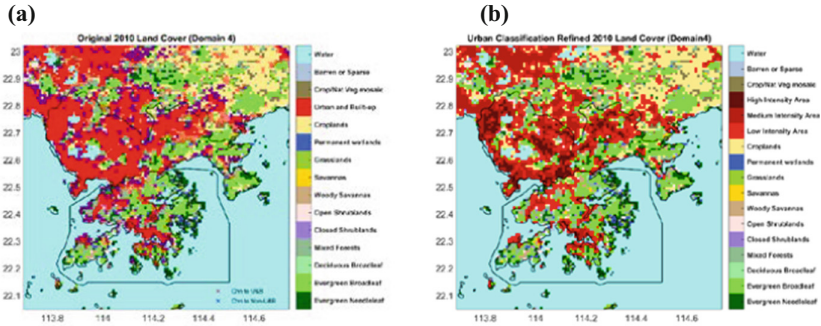 (a)
(b)
Original 2010 Land Cover (Domain 4)
Urban Classification Refined 2010 Land Cover (Domain4)
23
22.9
22.8
22.7
22.6
22.5
22.4
22.3
22.2
22.1
113.8 114 114.2 114.4 114.6
Water
Barren or Sparse
Crop/Nat Veg mosaic
Urban and Built-up
Croplands
Permanent wetlands
Grasslands
Savannas
Woody Savannas
Open Shrublands
Closed Shrublands
Mixed Forests
Deciduous Broadleaf
Evergreen Broadleaf
Evergreen Needleleaf
23
22.9
22.8
22.7
22.6
22.5
22.4
22.3
22.2
22.1
113.8 114 114.2 114.4 114.6
Water
Barren or Sparse
Crop/Nat Veg mosaic
High Intensity Area
Medium Intensity Area
Low Intensity Area
Croplands
Permanent wetlands
Grasslands
Savannas
Woody Savannas
Open Shrublands
Closed Shrublands
Mixed Forests
Deciduous Broadleaf
Evergreen Broadleaf
Evergreen Needleleaf